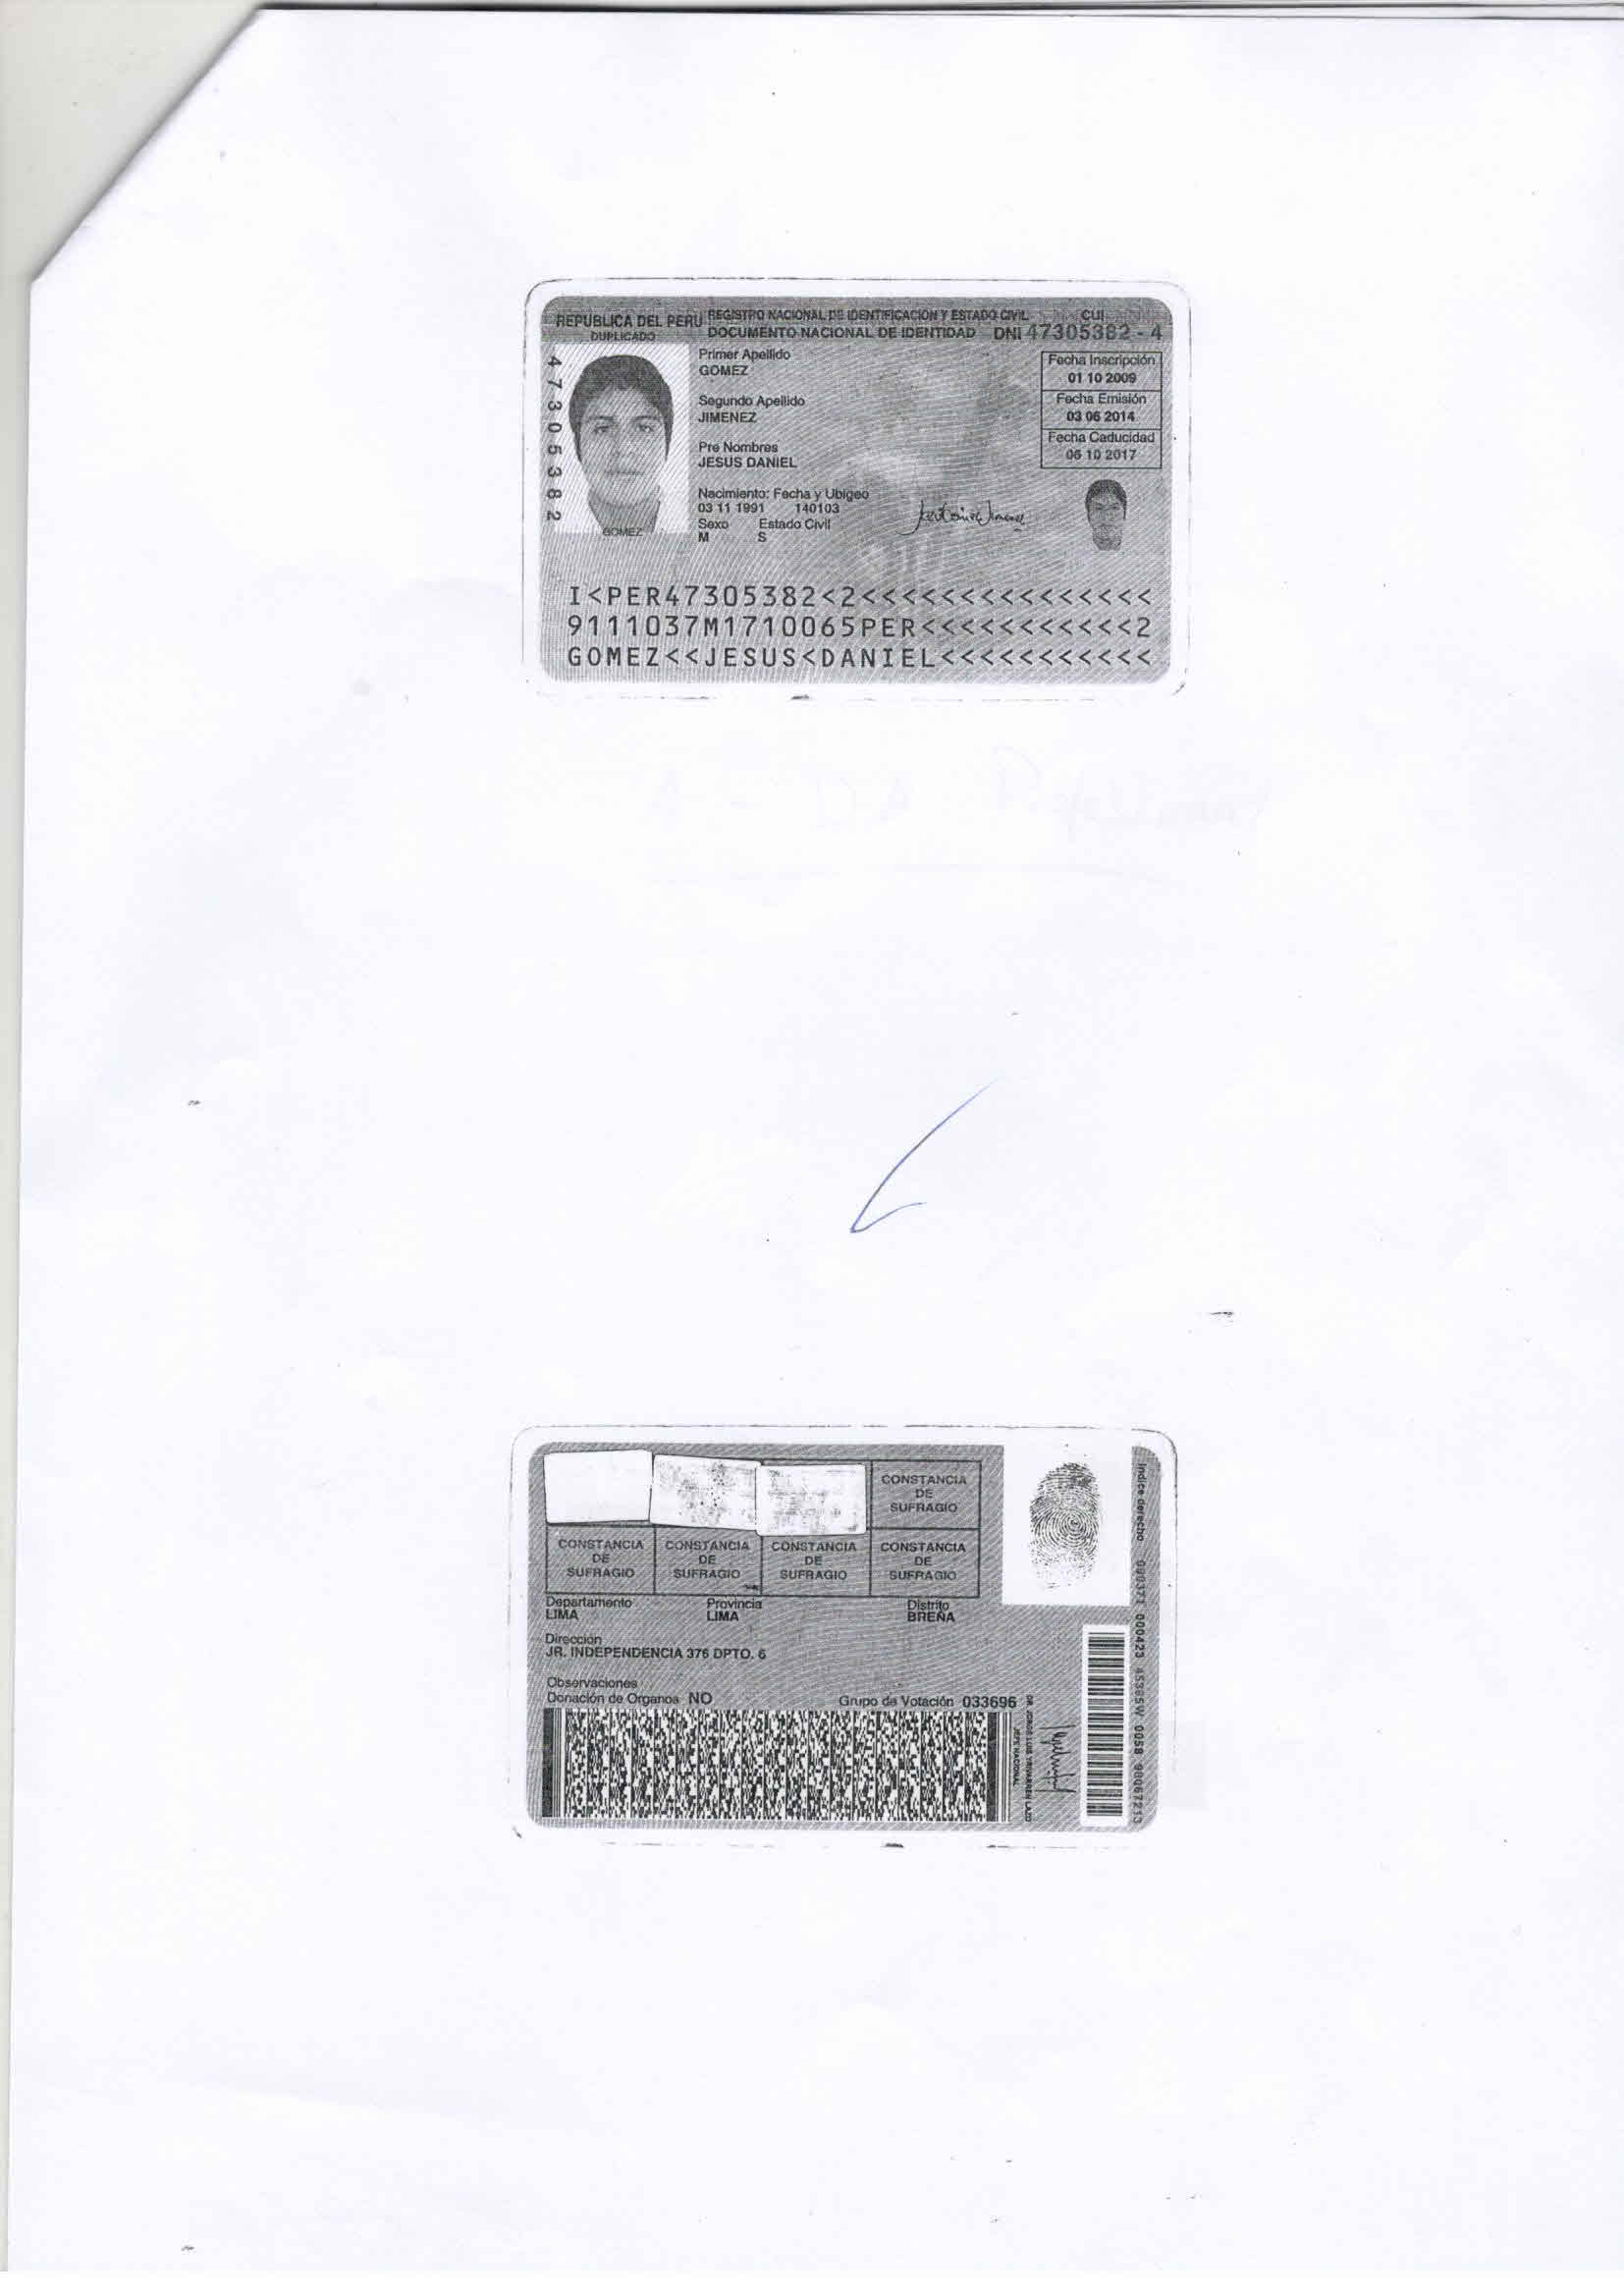 REPUBLICA DEL PERU REGISTRO NACIONAL DE IDENTIFICACION Y ESTADO CIVIL CUI
DUPLICADO DOCUMENTO NACIONAL DE IDENTIDAD DNI 47305382 - 4
47305382
Primer Apellido
GOMEZ
Segundo Apellido
JIMENEZ
Pre Nombres
JESUS DANIEL
Nacimiento: Fecha y Ubigeo
03 11 1991 140103
Sexo Estado Civil
M S
GOMEZ
Fecha Inscripción
01 10 2009
Fecha Emisión
03 06 2014
Fecha Caducidad
06 10 2017
I<PER47305382<2<<<<<<<<<<<<<<<
9111037M1710065PER<<<<<<<<<<<2
GOMEZ<<JESUS<DANIEL<<<<<<<<<<<
CONSTANCIA
DE
SUFRAGIO
CONSTANCIA CONSTANCIA CONSTANCIA CONSTANCIA
DE DE DE DE
SUFRAGIO SUFRAGIO SUFRAGIO SUFRAGIO
Departamento Provincia Distrito
LIMA LIMA BREÑA
Dirección
JR. INDEPENDENCIA 376 DPTO. 6
Observaciones
Donación de Organos NO Grupo de Votación 033696
JEFE NACIONAL
Indice derecho 000423 0058